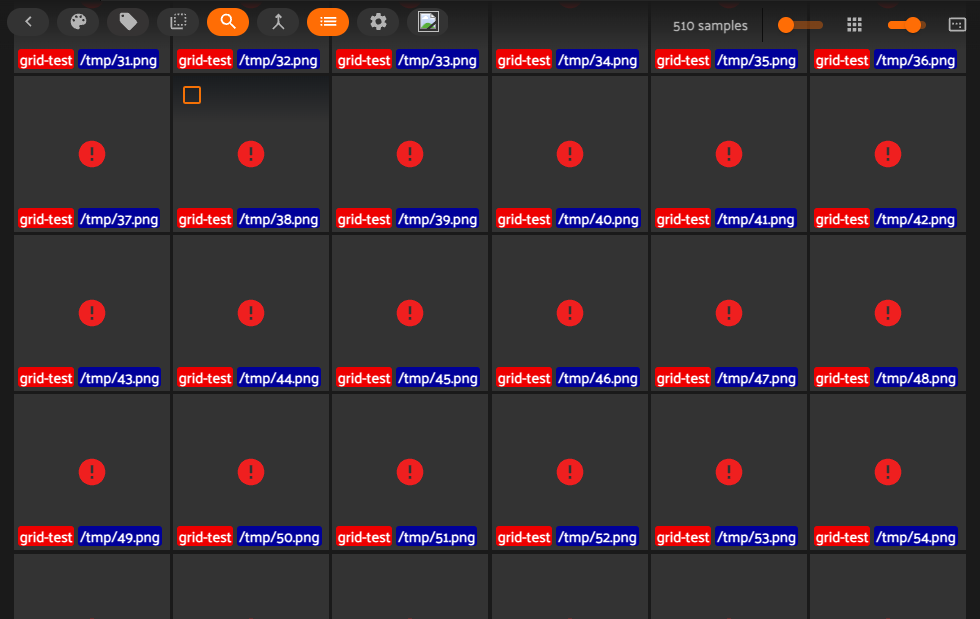 510 samples
grid-test /tmp/31.png grid-test /tmp/32.png grid-test /tmp/33.png grid-test /tmp/34.png grid-test /tmp/35.png grid-test /tmp/36.png
grid-test /tmp/37.png grid-test /tmp/38.png grid-test /tmp/39.png grid-test /tmp/40.png grid-test /tmp/41.png grid-test /tmp/42.png
grid-test /tmp/43.png grid-test /tmp/44.png grid-test /tmp/45.png grid-test /tmp/46.png grid-test /tmp/47.png grid-test /tmp/48.png
grid-test /tmp/49.png grid-test /tmp/50.png grid-test /tmp/51.png grid-test /tmp/52.png grid-test /tmp/53.png grid-test /tmp/54.png